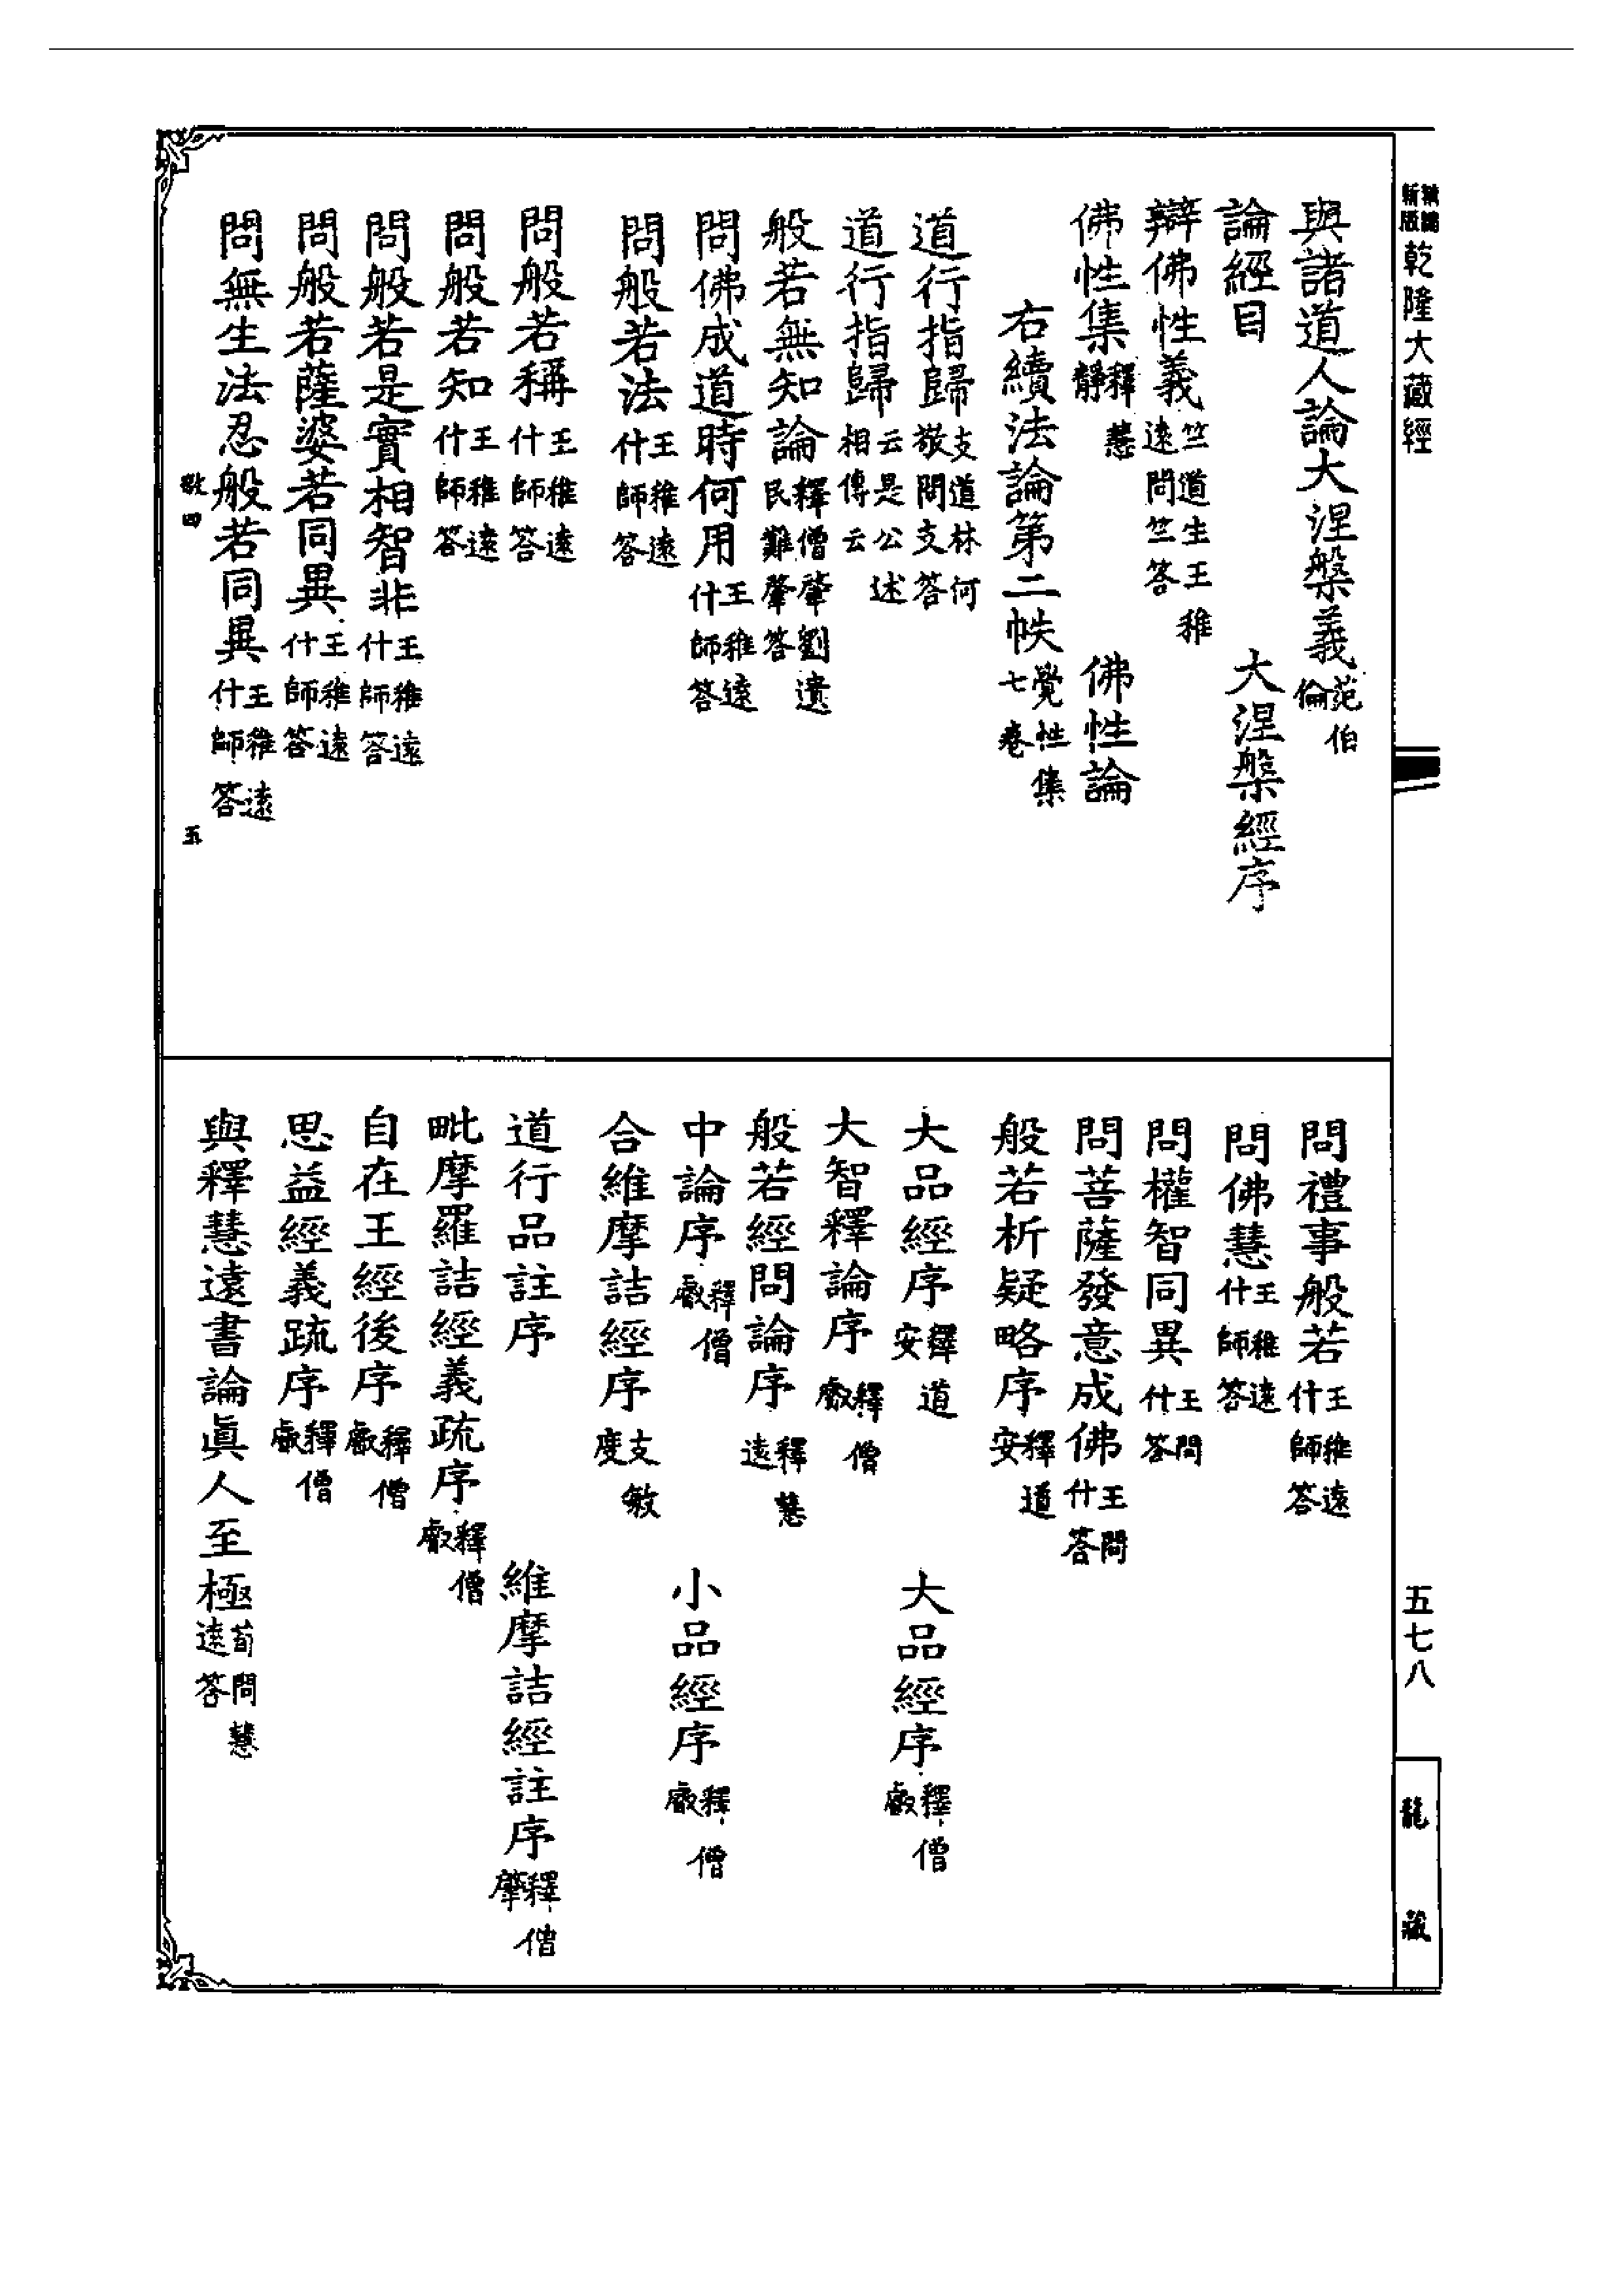 新編
新版
乾隆大藏經
與諸道人論大涅槃義范伯倫
論經目 大涅槃經序
辯佛性義竺道生王稚遠問竺答
佛性集釋慧靜 佛性論
右續法論第二帙覺性集七卷
道行指歸支道林何敬問支答
道行指歸云是公述相傳云
般若無知論釋僧肇劉遺民難肇答
問佛成道時何用王稚遠什師答
問般若法王稚遠什師答
問般若稱王稚遠什師答
問般若知王稚遠什師答
問般若是實相智非王稚遠什師答
問般若薩婆若同異王稚遠什師答
問無生法忍般若同異王稚遠什師答
敬四 五
問禮事般若王稚遠什師答
問佛慧王稚遠什師答
問權智同異王問什答
問菩薩發意成佛王問什答
般若析疑略序釋道安
大品經序釋道安 大品經序釋僧叡
大智釋論序釋僧叡
般若經問論序釋慧遠
中論序釋僧叡 小品經序釋僧叡
合維摩詰經序支敏度
道行品註序 維摩詰經註序釋僧肇
毗摩羅詰經義疏序釋僧叡
自在王經後序釋僧叡
思益經義疏序釋僧叡
與釋慧遠書論眞人至極荀問慧遠答
五七八
龍藏